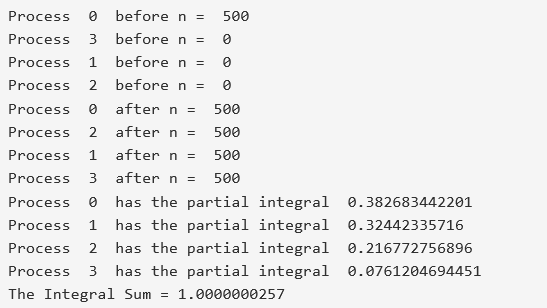 Process  0  before n =  500
Process  3  before n =  0
Process  1  before n =  0
Process  2  before n =  0
Process  0  after n =  500
Process  2  after n =  500
Process  1  after n =  500
Process  3  after n =  500
Process  0  has the partial integral  0.382683442201
Process  1  has the partial integral  0.32442335716
Process  2  has the partial integral  0.216772756896
Process  3  has the partial integral  0.0761204694451
The Integral Sum = 1.0000000257